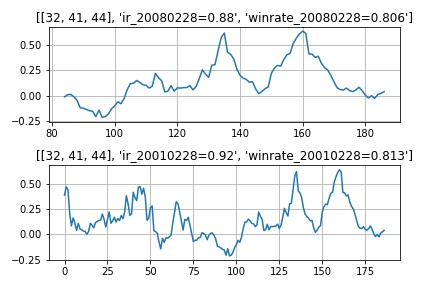 [[32, 41, 44], 'ir_20080228=0.88', 'winrate_20080228=0.806']
0.50
0.25
0.00
−0.25
84 100 120 140 160 180
[[32, 41, 44], 'ir_20010228=0.92', 'winrate_20010228=0.813']
0.50
0.25
0.00
−0.25
0 25 50 75 100 125 150 175